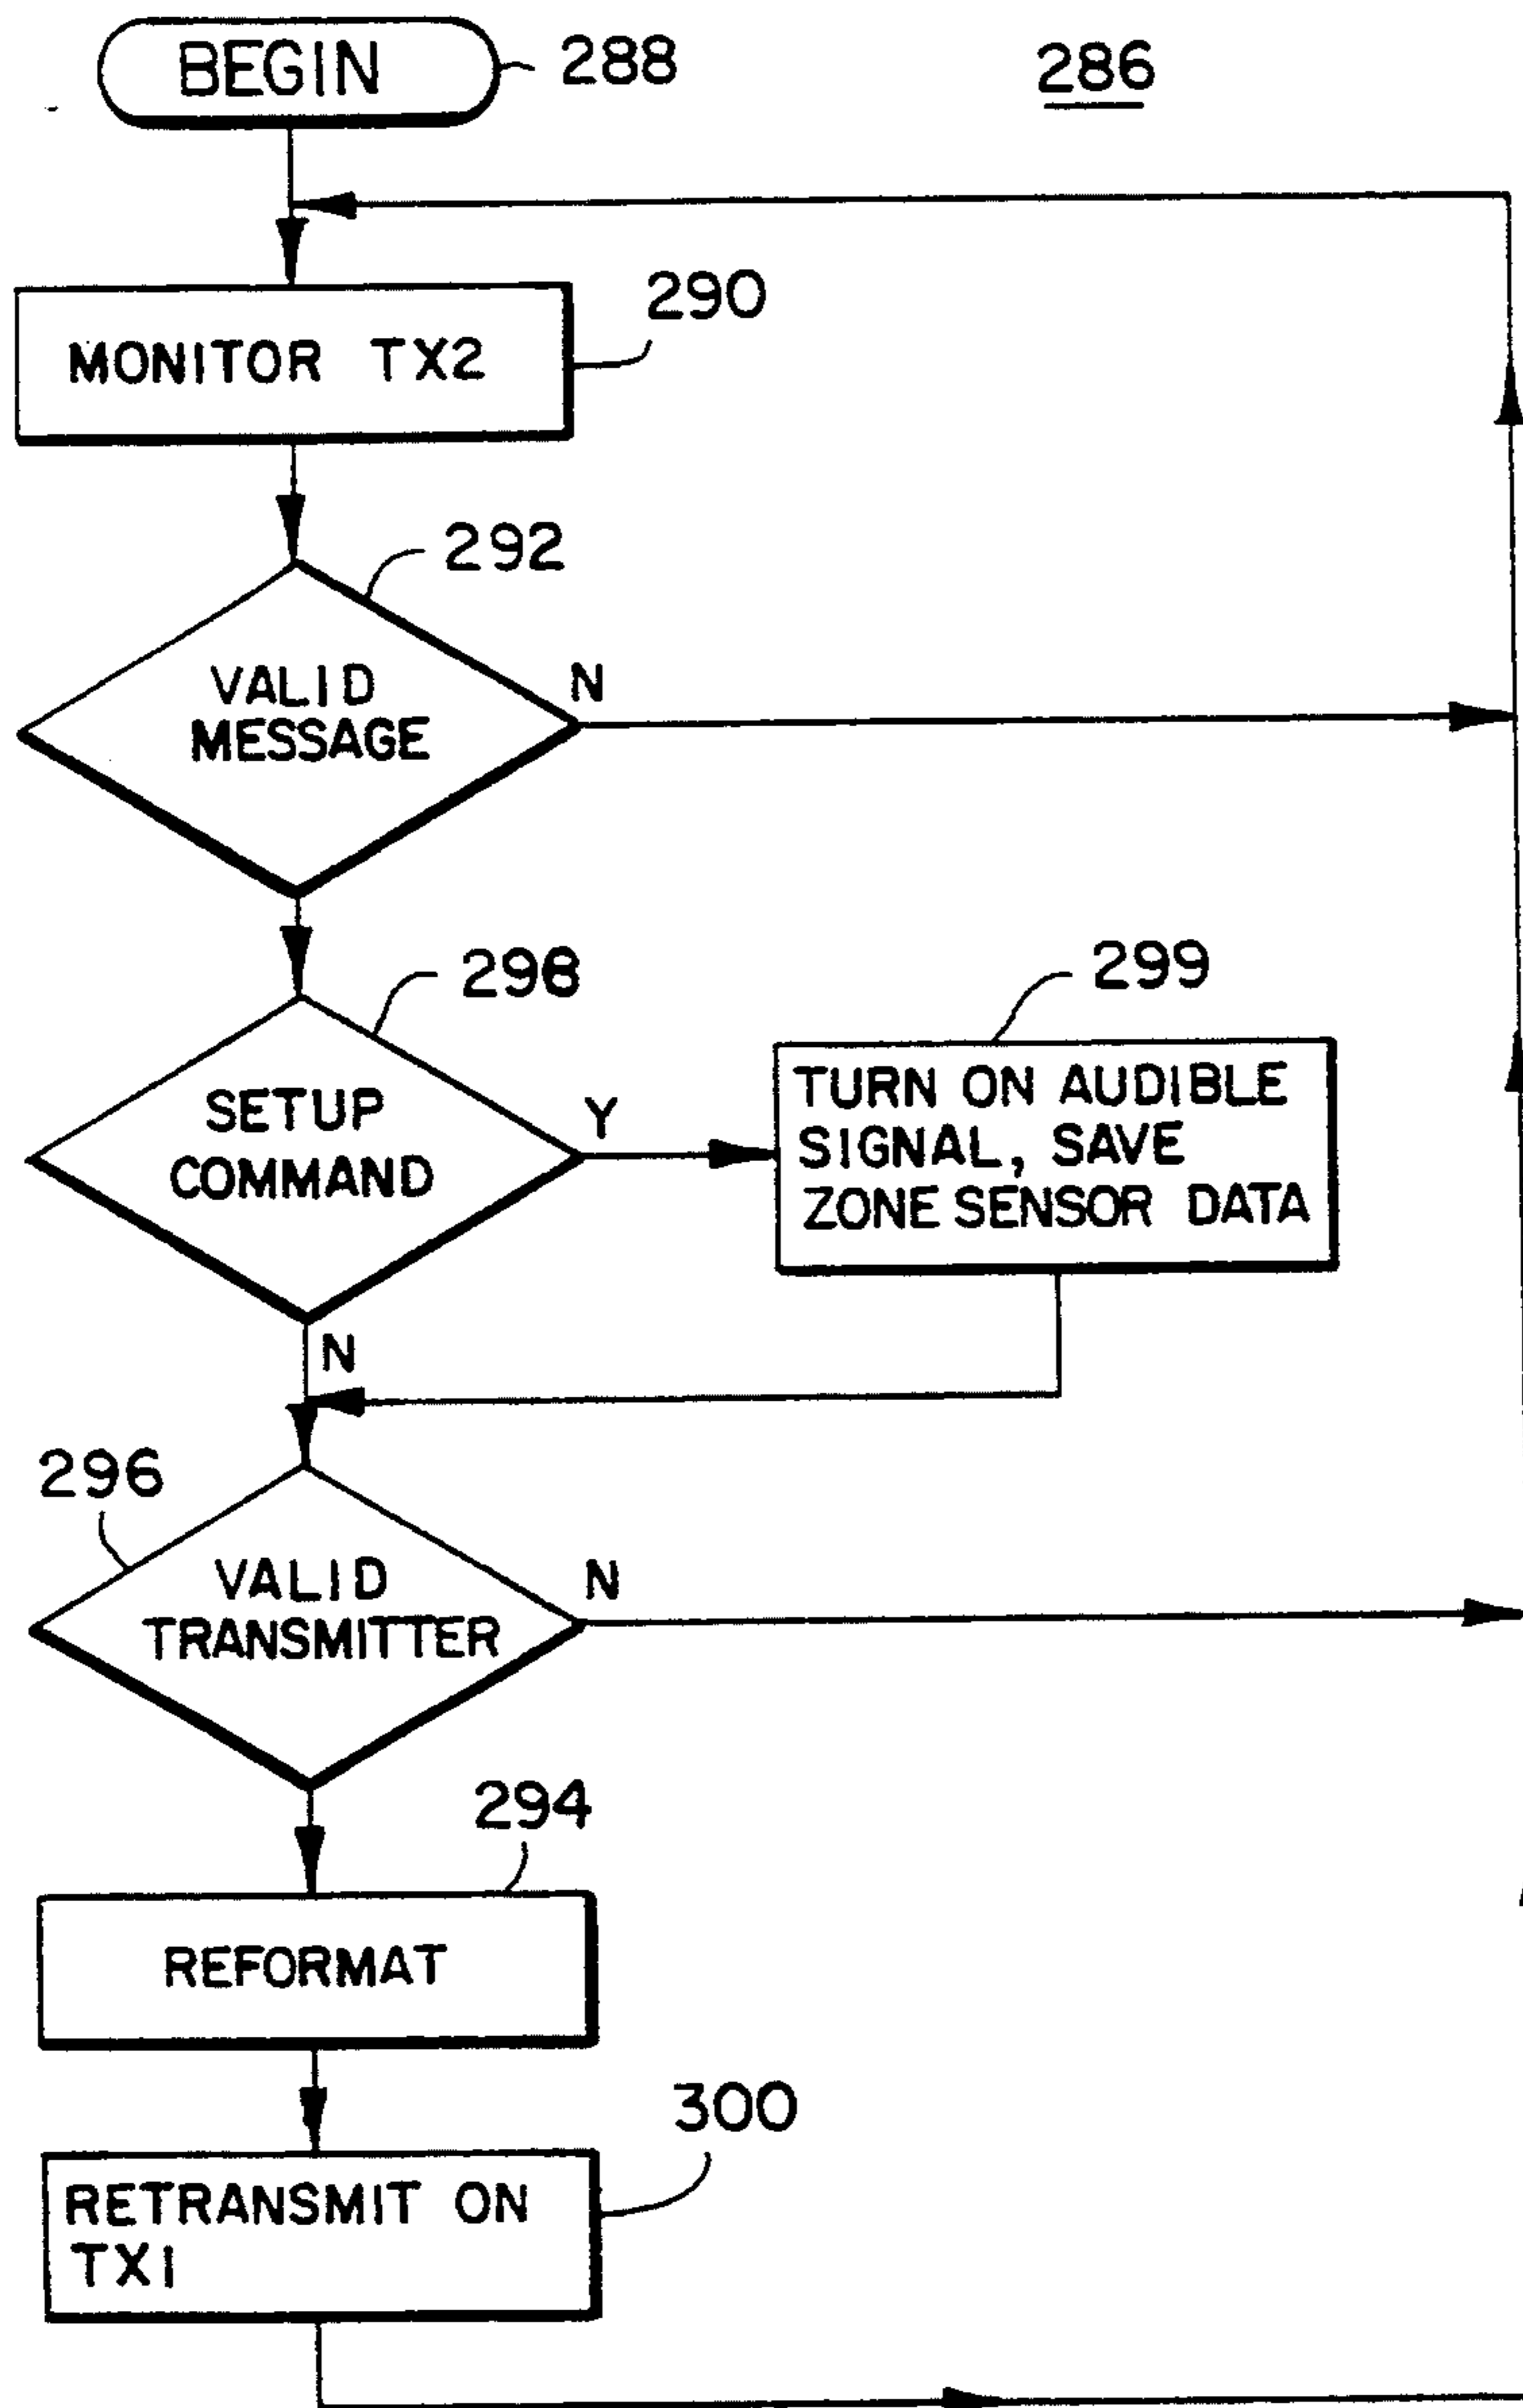 BEGIN
288
286
MONITOR TX2
290
292
VALID
MESSAGE
N
298
SETUP
COMMAND
Y
N
299
TURN ON AUDIBLE
SIGNAL, SAVE
ZONE SENSOR DATA
296
VALID
TRANSMITTER
N
294
REFORMAT
300
RETRANSMIT ON
TX1